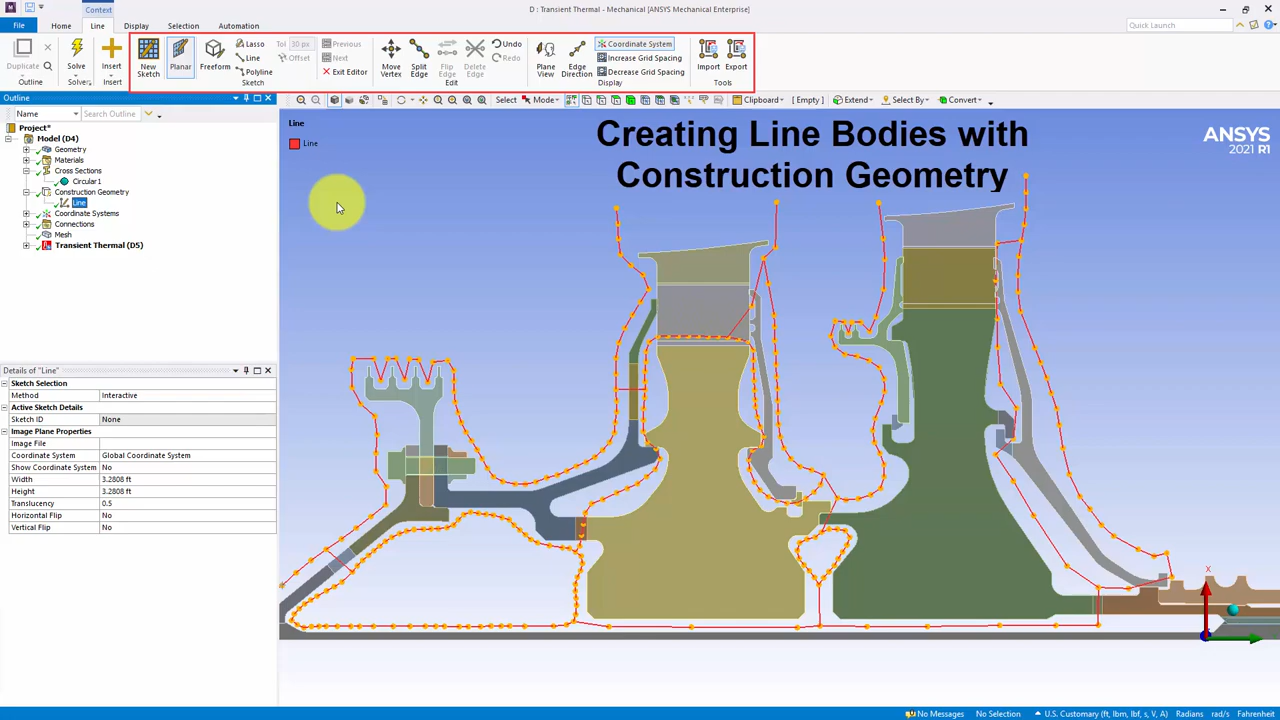 Context
D : Transient Thermal - Mechanical [ANSYS Mechanical Enterprise]
File Home Line Display Selection Automation
Quick Launch
Duplicate
Outline
Solve
Solver
Insert
Insert
New Sketch
Planar
Freeform
Lasso
Line
Polyline
Tol 30 px
Offset
Previous
Next
Exit Editor
Sketch
Move Vertex
Split Edge
Flip Edge
Delete Edge
Undo
Redo
Edit
Plane View
Edge Direction
Coordinate System
Increase Grid Spacing
Decrease Grid Spacing
Display
Import
Export
Tools
Outline
Select Mode Clipboard [ Empty ] Extend Select By Convert
Name Search Outline
Project*
Model (D4)
Geometry
Materials
Cross Sections
Circular1
Construction Geometry
Line
Coordinate Systems
Connections
Mesh
Transient Thermal (D5)
Details of "Line"
Sketch Selection
Method Interactive
Active Sketch Details
Sketch ID None
Image Plane Properties
Image File
Coordinate System Global Coordinate System
Show Coordinate System No
Width 3.2808 ft
Height 3.2808 ft
Translucency 0.5
Horizontal Flip No
Vertical Flip No
Line
Line
Creating Line Bodies with
Construction Geometry
ANSYS
2021 R1
X
No Messages No Selection U.S. Customary (ft, lbm, lbf, s, V, A) Radians rad/s Fahrenheit